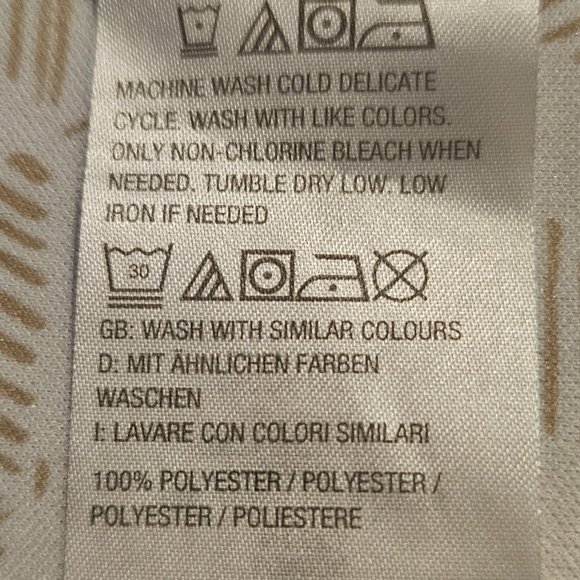 MACHINE WASH COLD DELICATE
CYCLE. WASH WITH LIKE COLORS.
ONLY NON-CHLORINE BLEACH WHEN
NEEDED. TUMBLE DRY LOW. LOW
IRON IF NEEDED
30
GB: WASH WITH SIMILAR COLOURS
D: MIT ÄHNLICHEN FARBEN
WASCHEN
I: LAVARE CON COLORI SIMILARI
100% POLYESTER / POLYESTER /
POLYESTER / POLIESTERE